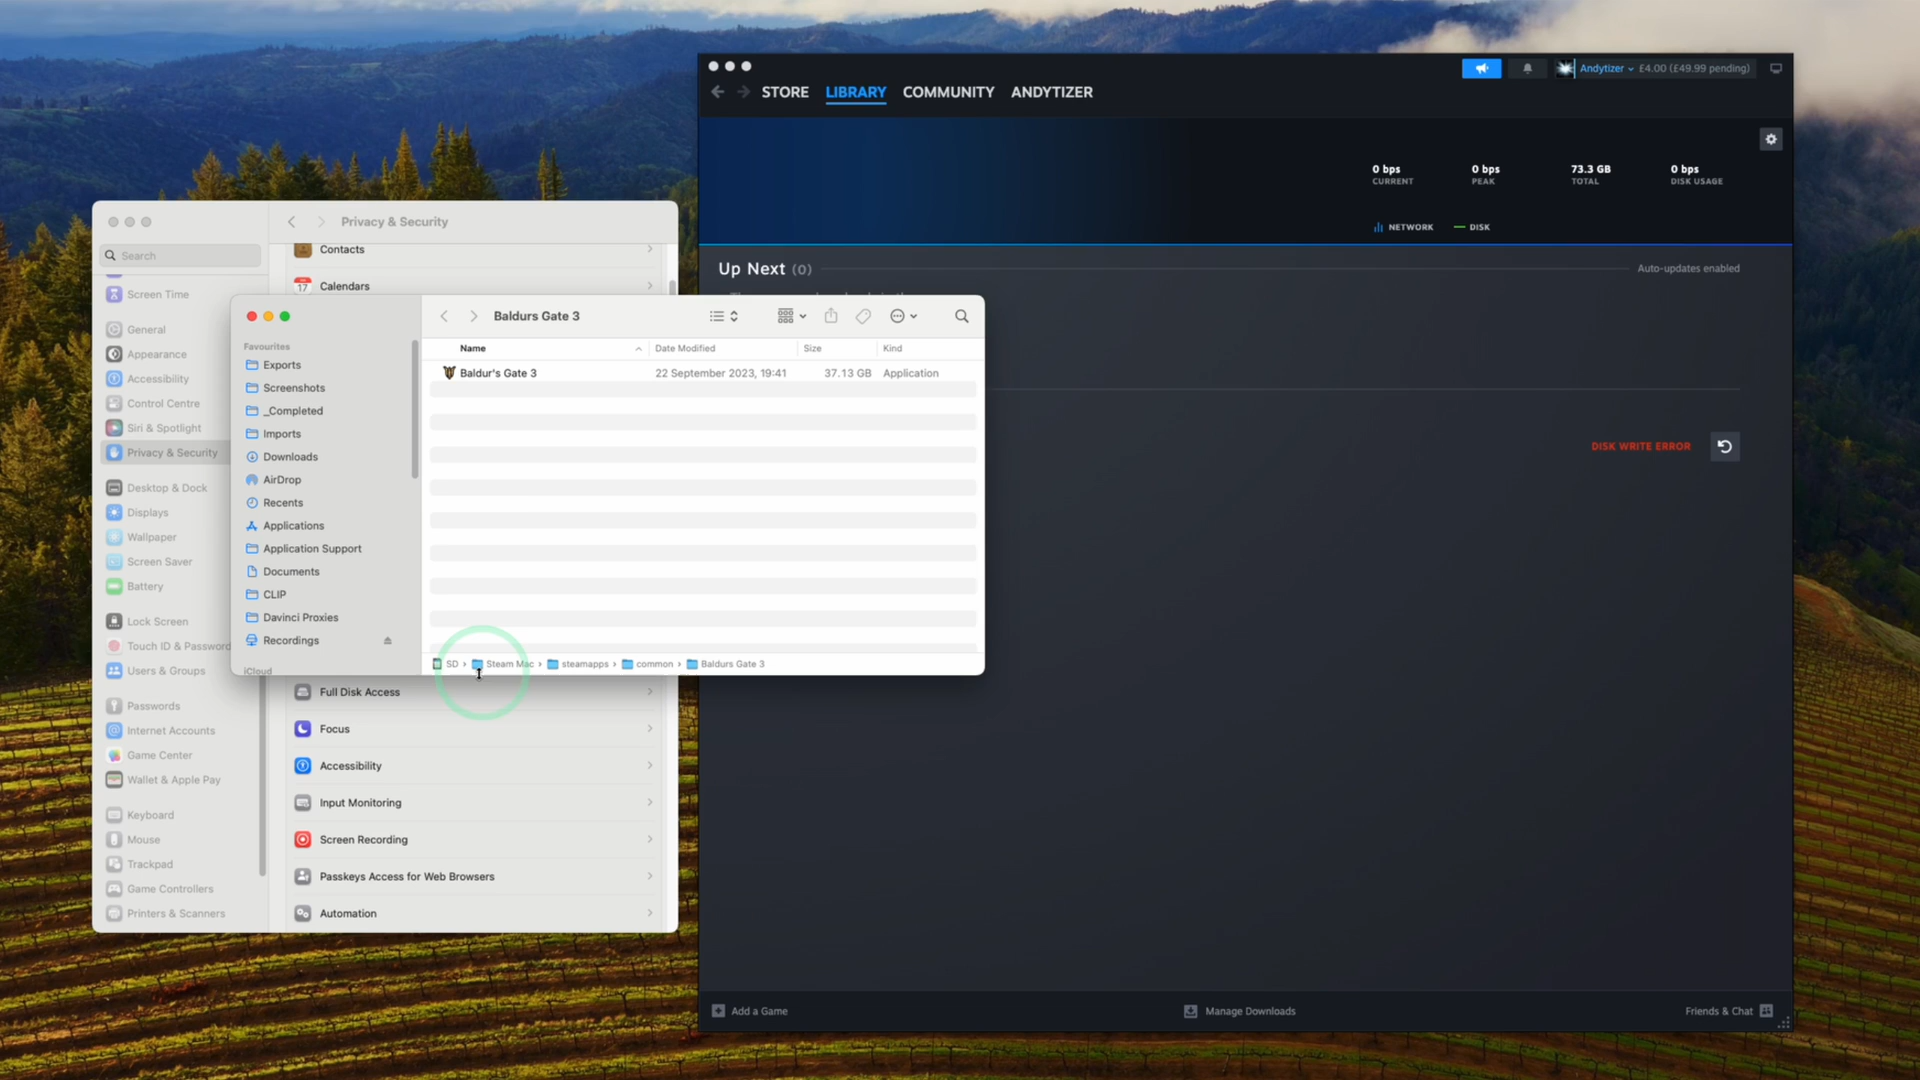 STORE
LIBRARY
COMMUNITY
ANDYTIZER
Andytizer
£4.00 (£49.99 pending)
0 bps
CURRENT
0 bps
PEAK
73.3 GB
TOTAL
0 bps
DISK USAGE
NETWORK
DISK
Up Next (0)
Auto-updates enabled
DISK WRITE ERROR
Add a Game
Manage Downloads
Friends & Chat
Privacy & Security
Search
Screen Time
General
Appearance
Accessibility
Control Centre
Siri & Spotlight
Privacy & Security
Desktop & Dock
Displays
Wallpaper
Screen Saver
Battery
Lock Screen
Touch ID & Password
Users & Groups
Passwords
Internet Accounts
Game Center
Wallet & Apple Pay
Keyboard
Mouse
Trackpad
Game Controllers
Printers & Scanners
Contacts
17
Calendars
Full Disk Access
Focus
Accessibility
Input Monitoring
Screen Recording
Passkeys Access for Web Browsers
Automation
Baldurs Gate 3
Favourites
Exports
Screenshots
_Completed
Imports
Downloads
AirDrop
Recents
Applications
Application Support
Documents
CLIP
Davinci Proxies
Recordings
iCloud
Name
Date Modified
Size
Kind
Baldur's Gate 3
22 September 2023, 19:41
37.13 GB
Application
SD › Steam Mac › steamapps › common › Baldurs Gate 3